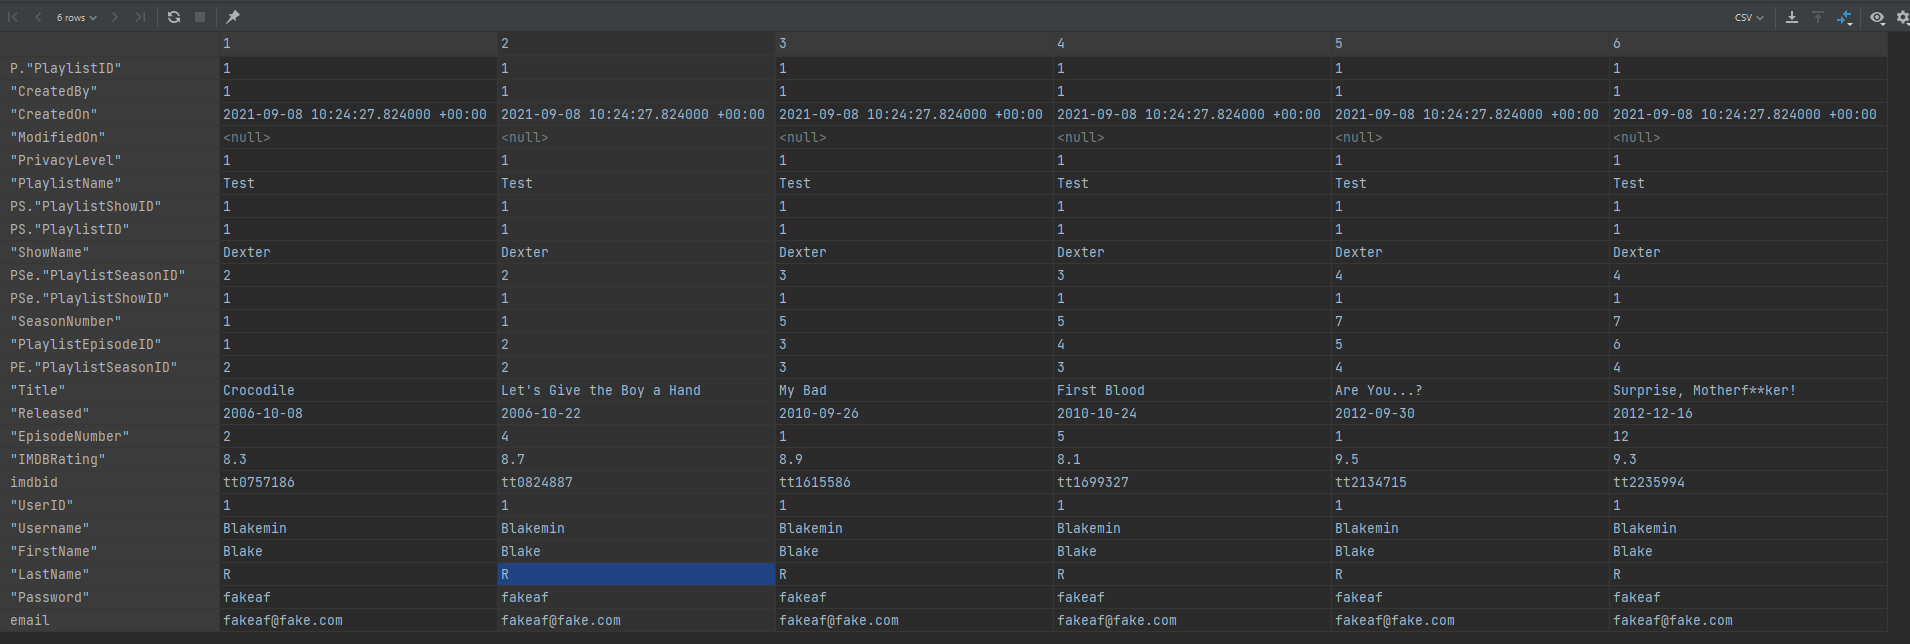 6 rows CSV
1 2 3 4 5 6
P."PlaylistID" 1 1 1 1 1 1
"CreatedBy" 1 1 1 1 1 1
"CreatedOn" 2021-09-08 10:24:27.824000 +00:00 2021-09-08 10:24:27.824000 +00:00 2021-09-08 10:24:27.824000 +00:00 2021-09-08 10:24:27.824000 +00:00 2021-09-08 10:24:27.824000 +00:00 2021-09-08 10:24:27.824000 +00:00
"ModifiedOn" <null> <null> <null> <null> <null> <null>
"PrivacyLevel" 1 1 1 1 1 1
"PlaylistName" Test Test Test Test Test Test
PS."PlaylistShowID" 1 1 1 1 1 1
PS."PlaylistID" 1 1 1 1 1 1
"ShowName" Dexter Dexter Dexter Dexter Dexter Dexter
PSe."PlaylistSeasonID" 2 2 3 3 4 4
PSe."PlaylistShowID" 1 1 1 1 1 1
"SeasonNumber" 1 1 5 5 7 7
"PlaylistEpisodeID" 1 2 3 4 5 6
PE."PlaylistSeasonID" 2 2 3 3 4 4
"Title" Crocodile Let's Give the Boy a Hand My Bad First Blood Are You...? Surprise, Motherf**ker!
"Released" 2006-10-08 2006-10-22 2010-09-26 2010-10-24 2012-09-30 2012-12-16
"EpisodeNumber" 2 4 1 5 1 12
"IMDBRating" 8.3 8.7 8.9 8.1 9.5 9.3
imdbid tt0757186 tt0824887 tt1615586 tt1699327 tt2134715 tt2235994
"UserID" 1 1 1 1 1 1
"Username" Blakemin Blakemin Blakemin Blakemin Blakemin Blakemin
"FirstName" Blake Blake Blake Blake Blake Blake
"LastName" R R R R R R
"Password" fakeaf fakeaf fakeaf fakeaf fakeaf fakeaf
email fakeaf@fake.com fakeaf@fake.com fakeaf@fake.com fakeaf@fake.com fakeaf@fake.com fakeaf@fake.com